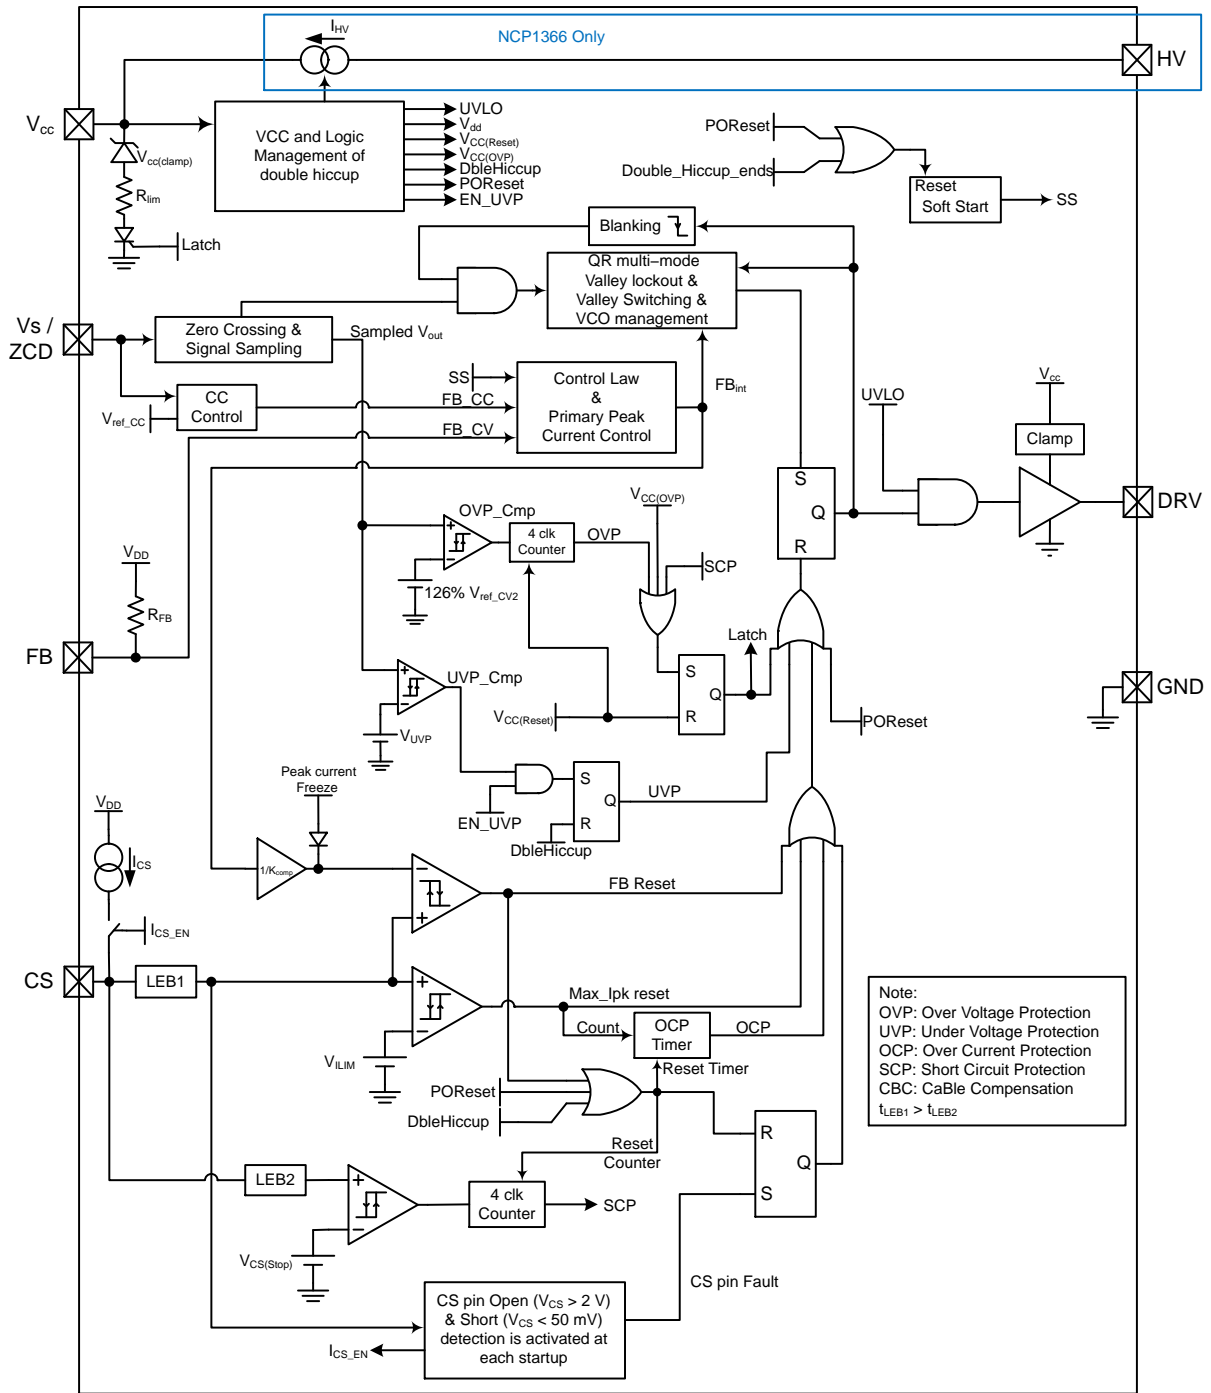 NCP1366 Only
I_HV
HV
Vcc
UVLO
Vdd
VCC(Reset)
VCC(OVP)
DbleHiccup
POReset
EN_UVP
VCC and Logic
Management of
double hiccup
Vcc(clamp)
Rlim
Latch
POReset
Double_Hiccup_ends
Reset
Soft Start
SS
Blanking
QR multi−mode
Valley lockout &
Valley Switching &
VCO management
Vs /
ZCD
Zero Crossing &
Signal Sampling
Sampled Vout
CC
Control
Vref_CC
SS
FB_CC
FB_CV
Control Law
&
Primary Peak
Current Control
FBint
UVLO
Vcc
Clamp
DRV
S
Q
R
VCC(OVP)
OVP_Cmp
+
−
4 clk
Counter
OVP
SCP
126% Vref_CV2
VDD
RFB
FB
Latch
S
Q
R
VCC(Reset)
UVP_Cmp
+
−
VUVP
GND
POReset
Peak current
Freeze
EN_UVP
S
Q
R
UVP
DbleHiccup
VDD
ICS
ICS_EN
1/Kcomp
−
+
FB Reset
CS
LEB1
+
−
VILIM
Max_Ipk reset
Count
OCP
Timer
OCP
Reset Timer
POReset
DbleHiccup
Reset
Counter
R
Q
S
Note:
OVP: Over Voltage Protection
UVP: Under Voltage Protection
OCP: Over Current Protection
SCP: Short Circuit Protection
CBC: CaBle Compensation
tLEB1 > tLEB2
LEB2
+
−
4 clk
Counter
SCP
VCS(Stop)
CS pin Fault
CS pin Open (VCS > 2 V)
& Short (VCS < 50 mV)
detection is activated at
each startup
ICS_EN